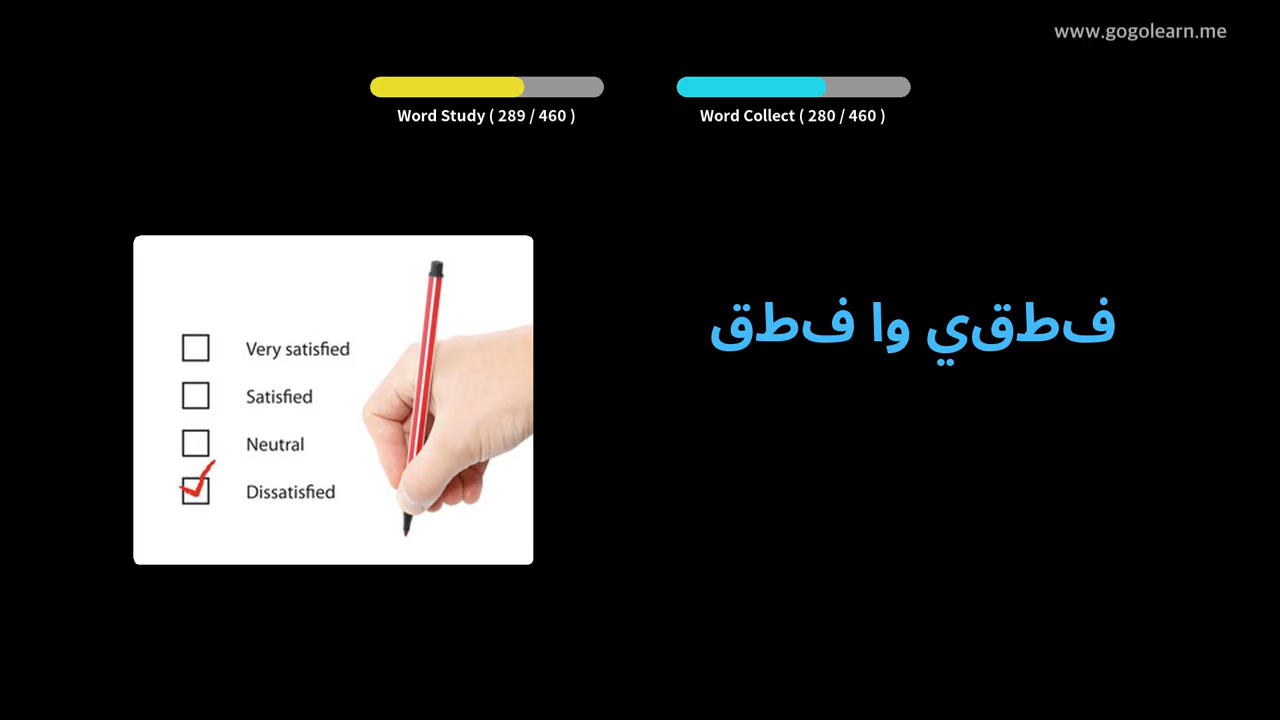 www.gogolearn.me
Word Study ( 289 / 460 )
Word Collect ( 280 / 460 )
Very satisfied
Satisfied
Neutral
Dissatisfied
فطقي وا فطق